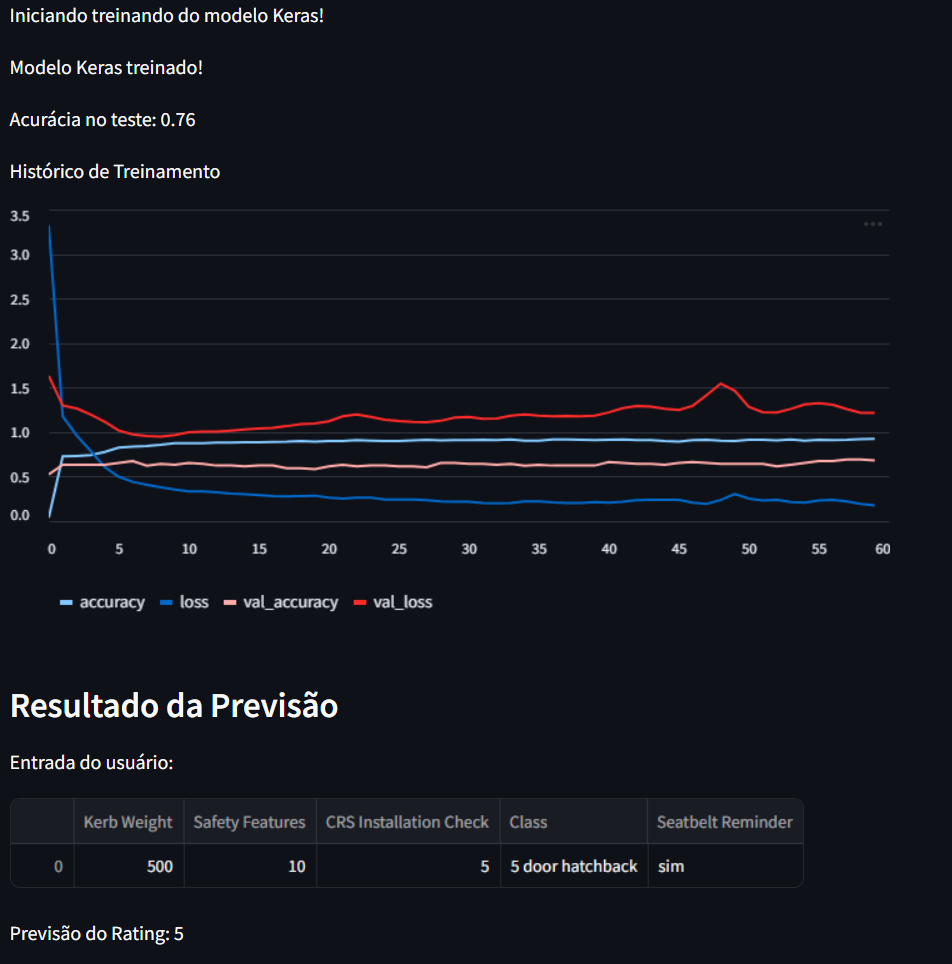 Iniciando treinando do modelo Keras!
Modelo Keras treinado!
Acurácia no teste: 0.76
Histórico de Treinamento
3.5
3.0
2.5
2.0
1.5
1.0
0.5
0.0
0 5 10 15 20 25 30 35 40 45 50 55 60
accuracy loss val_accuracy val_loss
Resultado da Previsão
Entrada do usuário:
Kerb Weight Safety Features CRS Installation Check Class Seatbelt Reminder
0 500 10 5 5 door hatchback sim
Previsão do Rating: 5